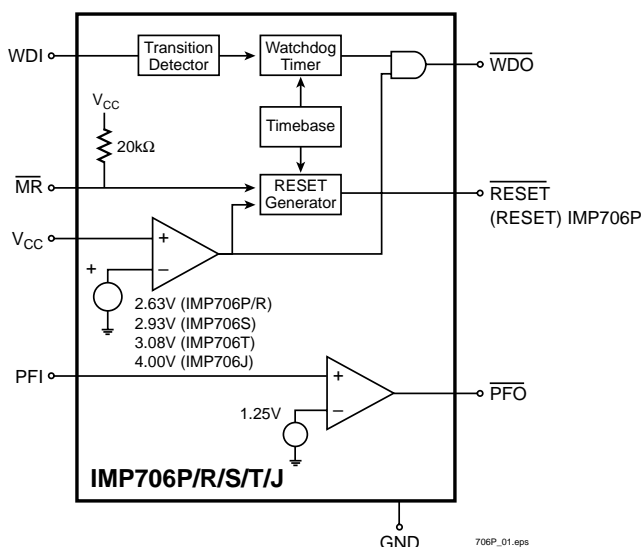 WDI
Transition
Detector
Watchdog
Timer
WDO
VCC
20kΩ
Timebase
MR
RESET
Generator
RESET
(RESET) IMP706P
VCC
+
−
+
2.63V (IMP706P/R)
2.93V (IMP706S)
3.08V (IMP706T)
4.00V (IMP706J)
PFI
+
−
PFO
1.25V
IMP706P/R/S/T/J
GND
706P_01.eps